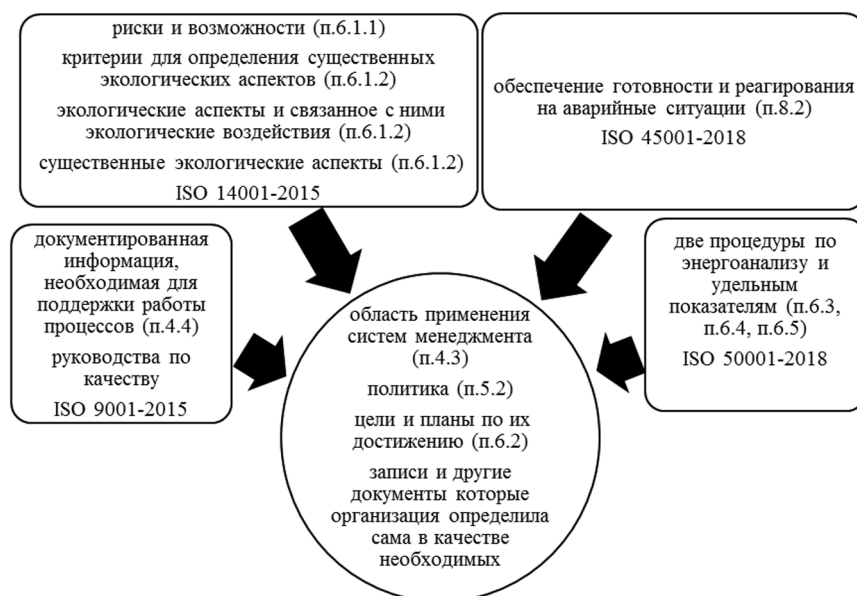 риски и возможности (п.6.1.1)
критерии для определения существенных
экологических аспектов (п.6.1.2)
экологические аспекты и связанное с ними
экологические воздействия (п.6.1.2)
существенные экологические аспекты (п.6.1.2)
ISO 14001-2015
обеспечение готовности и реагирования
на аварийные ситуации (п.8.2)
ISO 45001-2018
документированная
информация,
необходимая для
поддержки работы
процессов (п.4.4)
руководства по
качеству
ISO 9001-2015
две процедуры по
энергоанализу и
удельным
показателям (п.6.3,
п.6.4, п.6.5)
ISO 50001-2018
область применения
систем менеджмента
(п.4.3)
политика (п.5.2)
цели и планы по их
достижению (п.6.2)
записи и другие
документы которые
организация определила
сама в качестве
необходимых